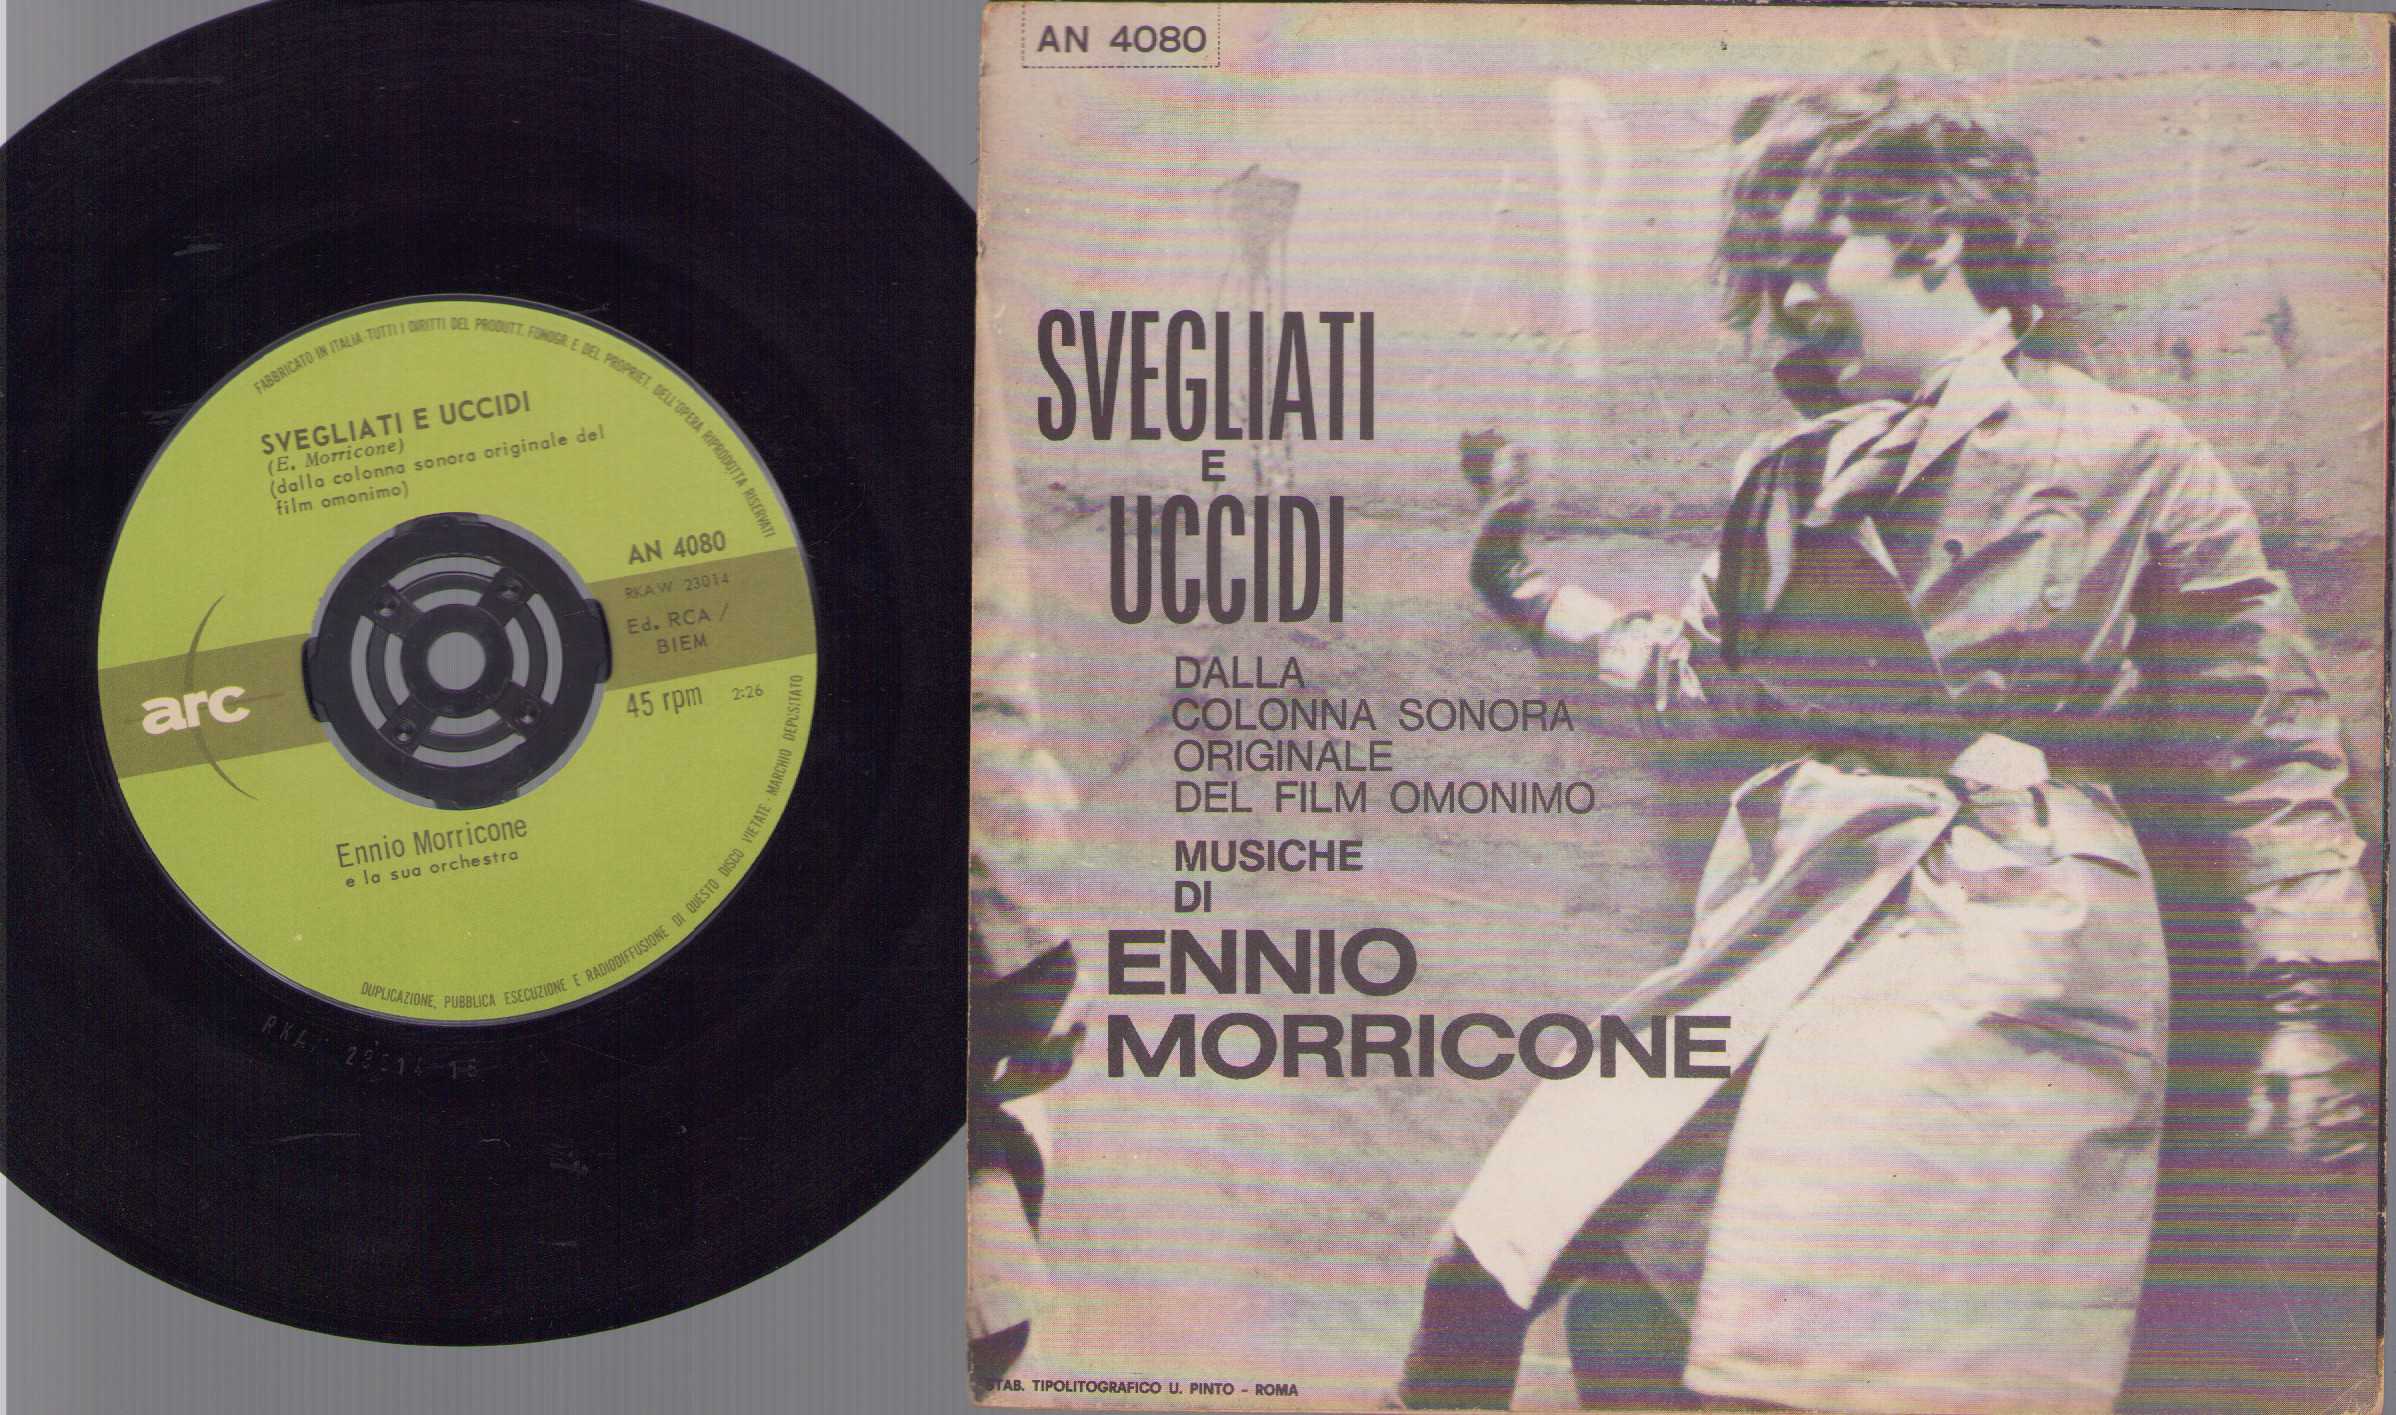 FABBRICATO IN ITALIA·TUTTI I DIRITTI DEL PRODUTT. FONOGR. E DEL PROPRIET. DELL'OPERA RIPRODOTTA RISERVATI
SVEGLIATI E UCCIDI
(E. Morricone)
(dalla colonna sonora originale del
film omonimo)
AN 4080
RKAW 23014
Ed. RCA /
BIEM
arc
45 rpm 2:26
Ennio Morricone
e la sua orchestra
DUPLICAZIONE, PUBBLICA ESECUZIONE E RADIODIFFUSIONE DI QUESTO DISCO VIETATE · MARCHIO DEPOSITATO
AN 4080
SVEGLIATI
E
UCCIDI
DALLA
COLONNA SONORA
ORIGINALE
DEL FILM OMONIMO
MUSICHE
DI
ENNIO
MORRICONE
STAB. TIPOLITOGRAFICO U. PINTO - ROMA